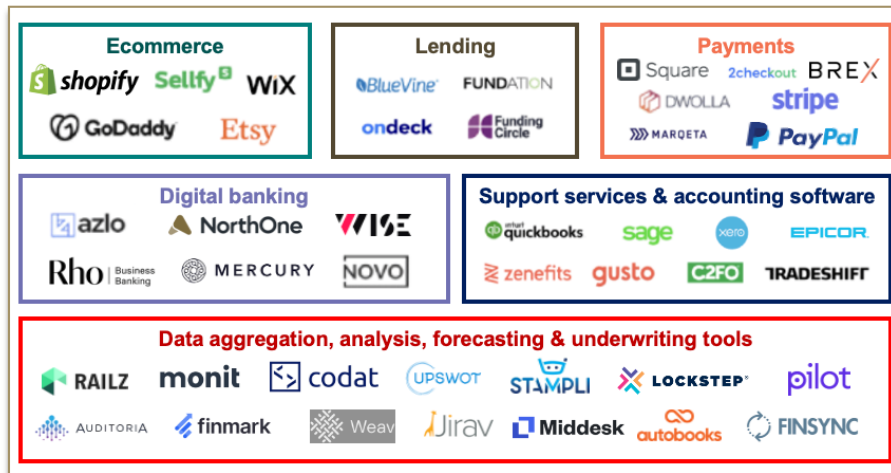 Ecommerce
shopify Sellfy S WiX
GoDaddy Etsy
Lending
BlueVine FUNDATION
ondeck Funding Circle
Payments
Square 2checkout BREX
DWOLLA stripe
MARQETA PayPal
Digital banking
azlo NorthOne WISE
Rho Business Banking MERCURY NOVO
Support services & accounting software
qb intuit quickbooks sage xero EPICOR
zenefits gusto C2FO TRADESHIFT
Data aggregation, analysis, forecasting & underwriting tools
RAILZ monit codat UPSWOT STAMPLI LOCKSTEP pilot
AUDITORIA finmark Weav Jirav Middesk autobooks FINSYNC